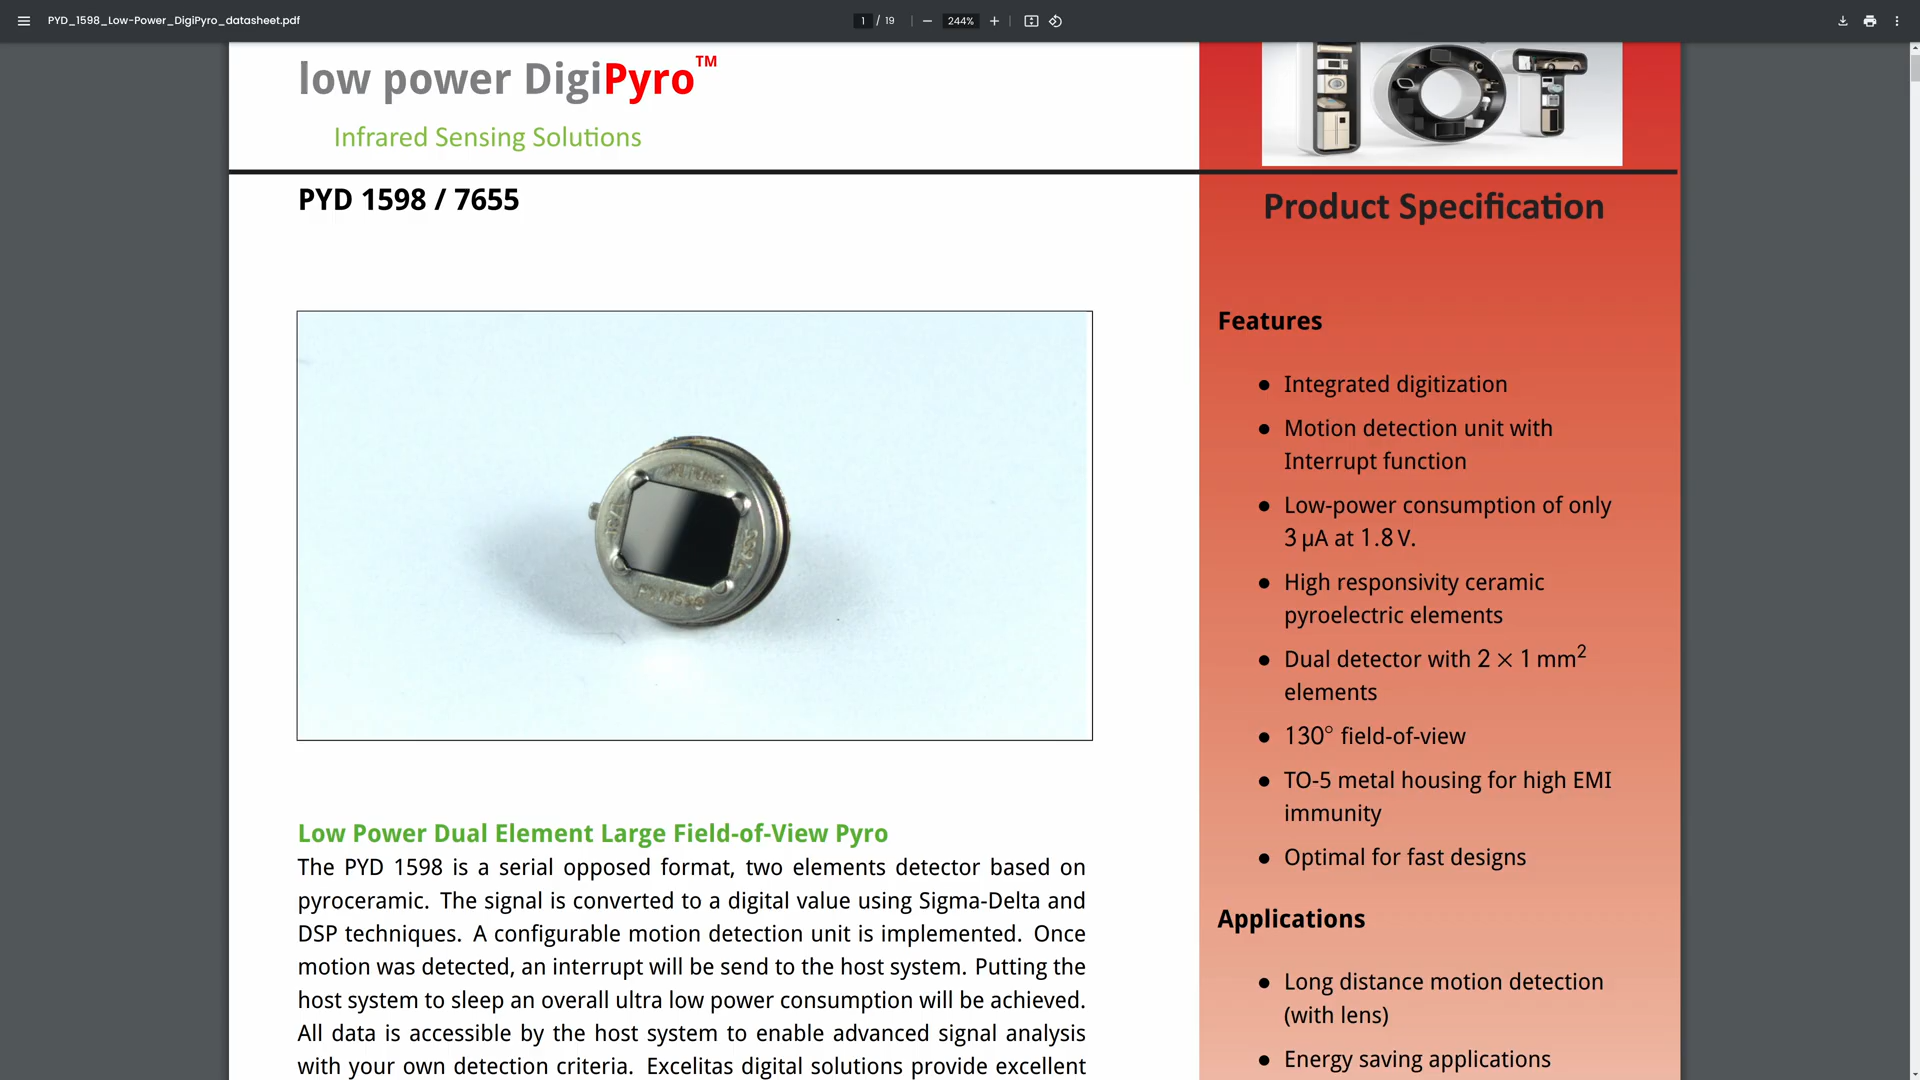 PYD_1598_Low-Power_DigiPyro_datasheet.pdf
1 / 19
244%
low power DigiPyro™
Infrared Sensing Solutions
IOT
PYD 1598 / 7655
Product Specification
Features
● Integrated digitization
● Motion detection unit with
Interrupt function
● Low-power consumption of only
3 µA at 1.8 V.
● High responsivity ceramic
pyroelectric elements
● Dual detector with 2 × 1 mm²
elements
● 130° field-of-view
● TO-5 metal housing for high EMI
immunity
● Optimal for fast designs
Applications
● Long distance motion detection
(with lens)
● Energy saving applications
Low Power Dual Element Large Field-of-View Pyro
The PYD 1598 is a serial opposed format, two elements detector based on
pyroceramic. The signal is converted to a digital value using Sigma-Delta and
DSP techniques. A configurable motion detection unit is implemented. Once
motion was detected, an interrupt will be send to the host system. Putting the
host system to sleep an overall ultra low power consumption will be achieved.
All data is accessible by the host system to enable advanced signal analysis
with your own detection criteria. Excelitas digital solutions provide excellent